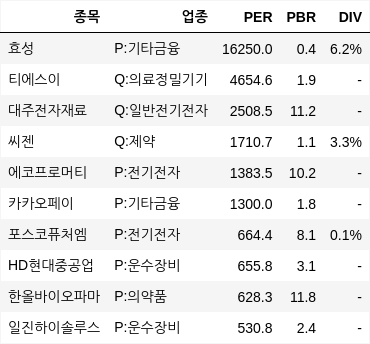 종목 업종 PER PBR DIV
효성 P:기타금융 16250.0 0.4 6.2%
티에스이 Q:의료정밀기기 4654.6 1.9 -
대주전자재료 Q:일반전기전자 2508.5 11.2 -
씨젠 Q:제약 1710.7 1.1 3.3%
에코프로머티 P:전기전자 1383.5 10.2 -
카카오페이 P:기타금융 1300.0 1.8 -
포스코퓨처엠 P:전기전자 664.4 8.1 0.1%
HD현대중공업 P:운수장비 655.8 3.1 -
한올바이오파마 P:의약품 628.3 11.8 -
일진하이솔루스 P:운수장비 530.8 2.4 -